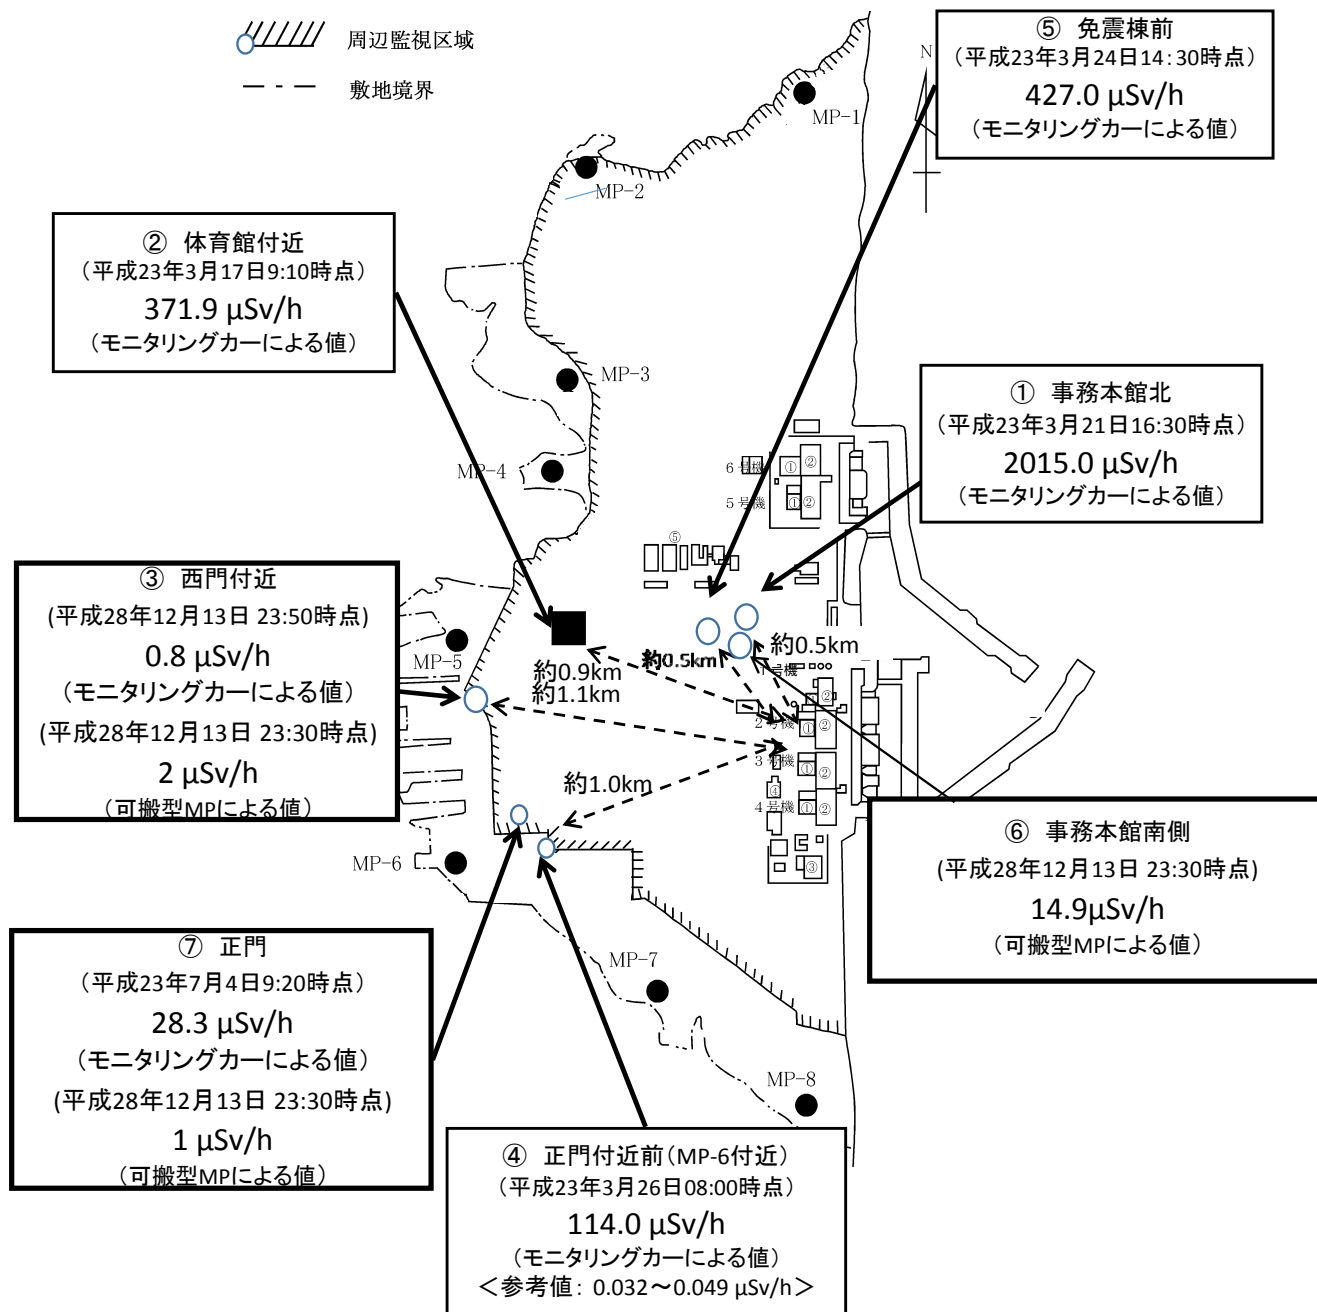 周辺監視区域
敷地境界
⑤ 免震棟前
（平成23年3月24日14:30時点）
427.0 μSv/h
（モニタリングカーによる値）
N
MP-1
MP-2
② 体育館付近
（平成23年3月17日9:10時点）
371.9 μSv/h
（モニタリングカーによる値）
MP-3
MP-4
① 事務本館北
（平成23年3月21日16:30時点）
2015.0 μSv/h
（モニタリングカーによる値）
6号機
① ②
5号機
① ②
⑤
③ 西門付近
(平成28年12月13日 23:50時点)
0.8 μSv/h
（モニタリングカーによる値）
(平成28年12月13日 23:30時点)
2 μSv/h
（可搬型MPによる値）
MP-5
約0.9km
約1.1km
約0.5km
約0.5km
1号機
②
2号機
① ②
3号機
① ②
④
4号機
① ②
③
約1.0km
MP-6
⑥ 事務本館南側
(平成28年12月13日 23:30時点)
14.9μSv/h
（可搬型MPによる値）
⑦ 正門
（平成23年7月4日9:20時点）
28.3 μSv/h
（モニタリングカーによる値）
(平成28年12月13日 23:30時点)
1 μSv/h
（可搬型MPによる値）
MP-7
MP-8
④ 正門付近前（MP-6付近）
（平成23年3月26日08:00時点）
114.0 μSv/h
（モニタリングカーによる値）
＜参考値：0.032～0.049 μSv/h＞